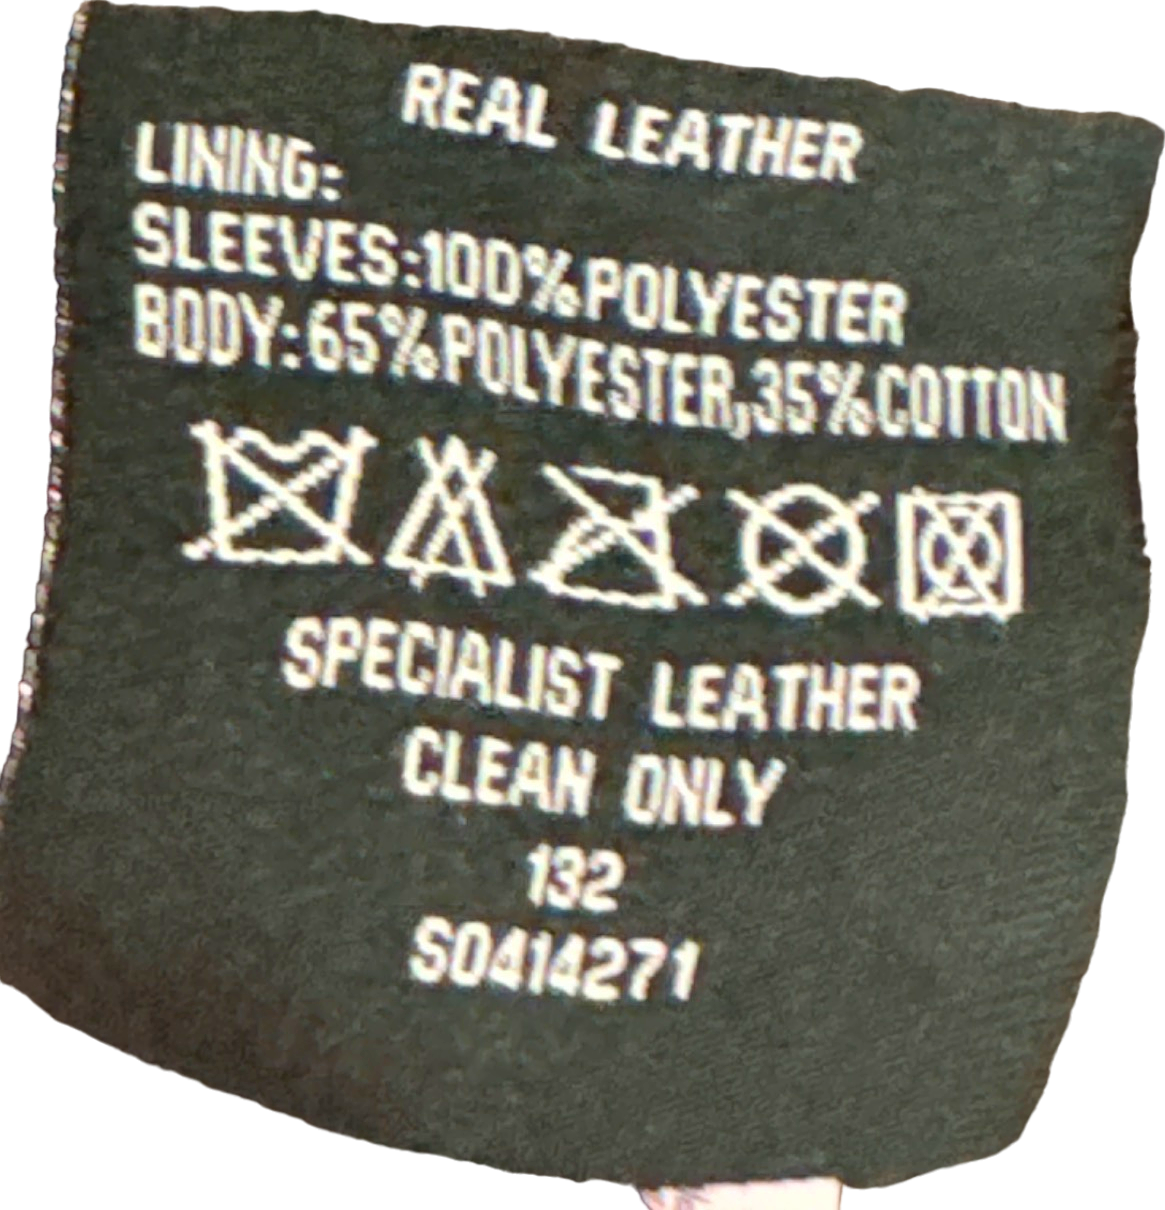 REAL LEATHER
LINING:
SLEEVES:100%POLYESTER
BODY:65%POLYESTER,35%COTTON
SPECIALIST LEATHER
CLEAN ONLY
132
S0414271